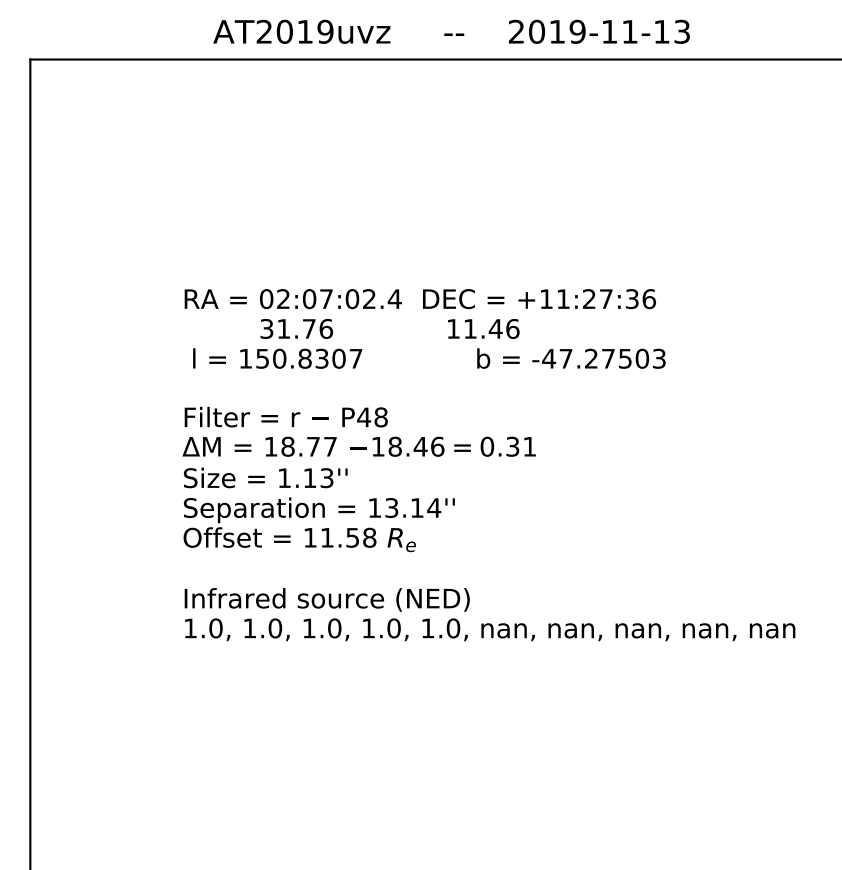 AT2019uvz -- 2019-11-13
RA = 02:07:02.4 DEC = +11:27:36
31.76 11.46
l = 150.8307 b = -47.27503
Filter = r − P48
ΔM = 18.77 −18.46 = 0.31
Size = 1.13''
Separation = 13.14''
Offset = 11.58 Rₑ
Infrared source (NED)
1.0, 1.0, 1.0, 1.0, 1.0, nan, nan, nan, nan, nan